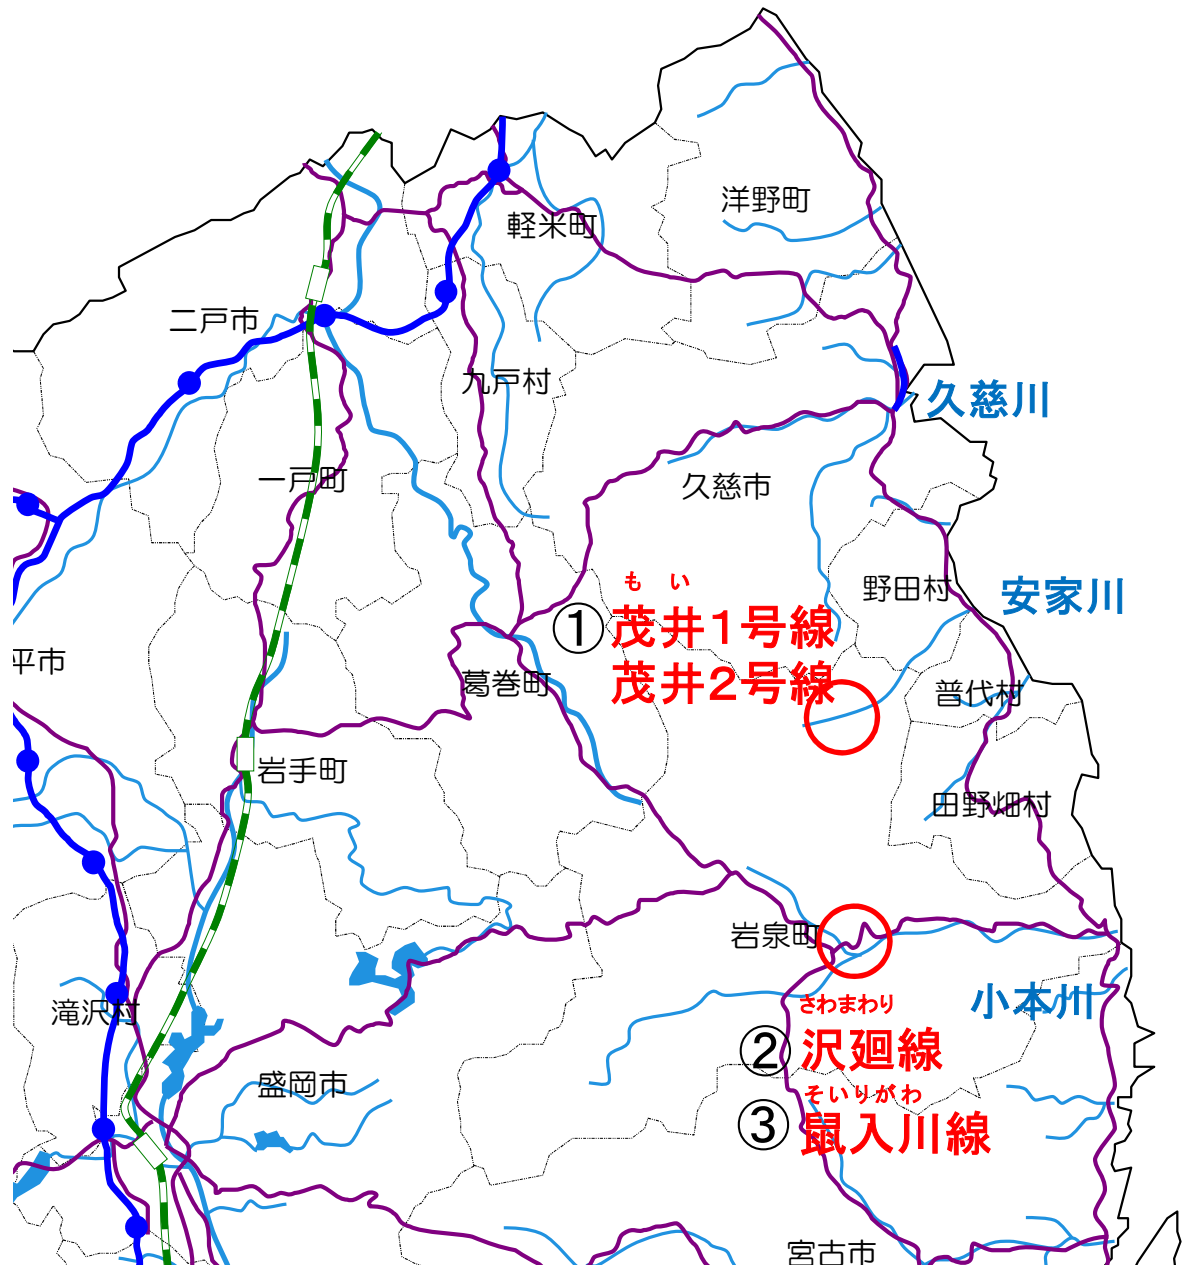 洋野町
軽米町
二戸市
九戸村
久慈川
一戸町
久慈市
も い
野田村
安家川
① 茂井1号線
茂井2号線
平市
葛巻町
普代村
岩手町
田野畑村
岩泉町
小本川
さわまわり
滝沢村
② 沢廻線
盛岡市
そいりがわ
③ 鼠入川線
宮古市